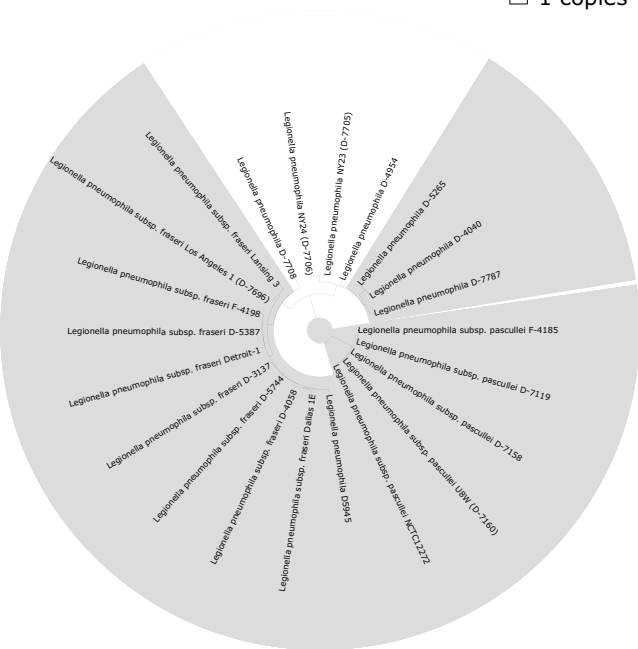 1 copies
Legionella pneumophila subsp. fraseri Lansing 3
Legionella pneumophila D-7708
Legionella pneumophila NY24 (D-7706)
Legionella pneumophila NY23 (D-7705)
Legionella pneumophila D-4954
Legionella pneumophila D-5265
Legionella pneumophila D-4040
Legionella pneumophila D-7787
Legionella pneumophila subsp. pascullei F-4185
Legionella pneumophila subsp. pascullei D-7119
Legionella pneumophila subsp. pascullei D-7158
Legionella pneumophila subsp. pascullei U8W (D-7160)
Legionella pneumophila subsp. pascullei NCTC12272
Legionella pneumophila D5945
Legionella pneumophila subsp. fraseri Dallas 1E
Legionella pneumophila subsp. fraseri D-4058
Legionella pneumophila subsp. fraseri D-5744
Legionella pneumophila subsp. fraseri D-3137
Legionella pneumophila subsp. fraseri Detroit-1
Legionella pneumophila subsp. fraseri D-5387
Legionella pneumophila subsp. fraseri F-4198
Legionella pneumophila subsp. fraseri Los Angeles 1 (D-7696)